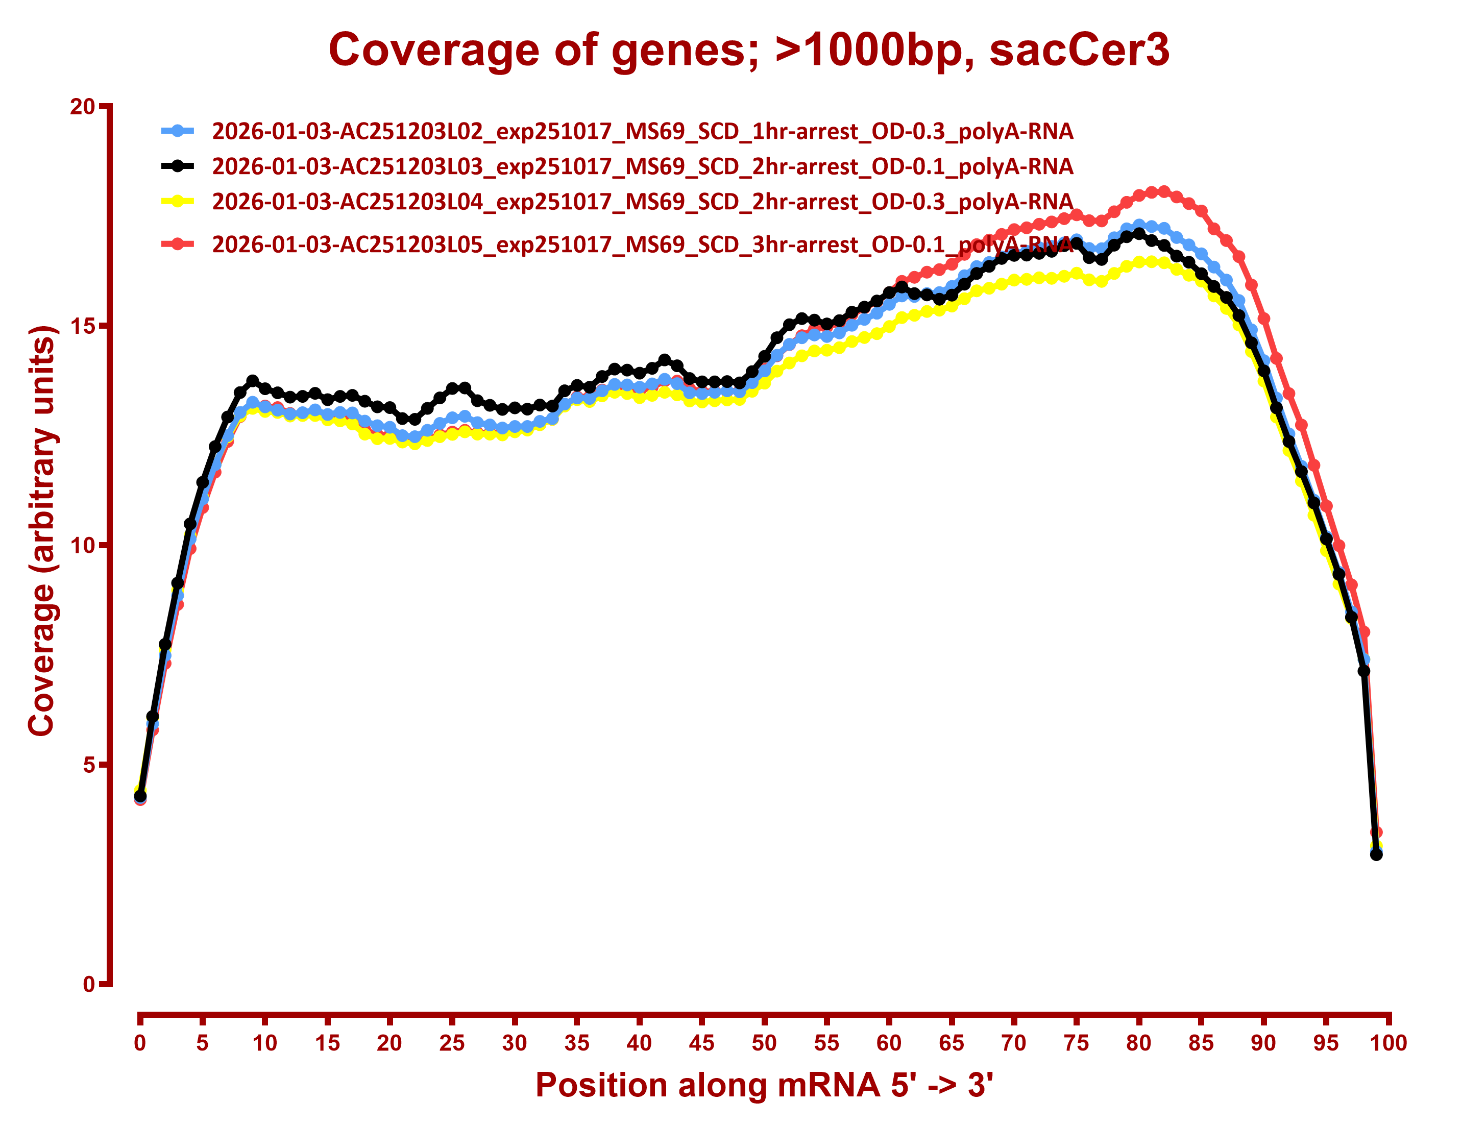 Coverage of genes; >1000bp, sacCer3
20
2026-01-03-AC251203L02_exp251017_MS69_SCD_1hr-arrest_OD-0.3_polyA-RNA
2026-01-03-AC251203L03_exp251017_MS69_SCD_2hr-arrest_OD-0.1_polyA-RNA
2026-01-03-AC251203L04_exp251017_MS69_SCD_2hr-arrest_OD-0.3_polyA-RNA
2026-01-03-AC251203L05_exp251017_MS69_SCD_3hr-arrest_OD-0.1_polyA-RNA
15
Coverage (arbitrary units)
10
5
0
0 5 10 15 20 25 30 35 40 45 50 55 60 65 70 75 80 85 90 95 100
Position along mRNA 5' -> 3'